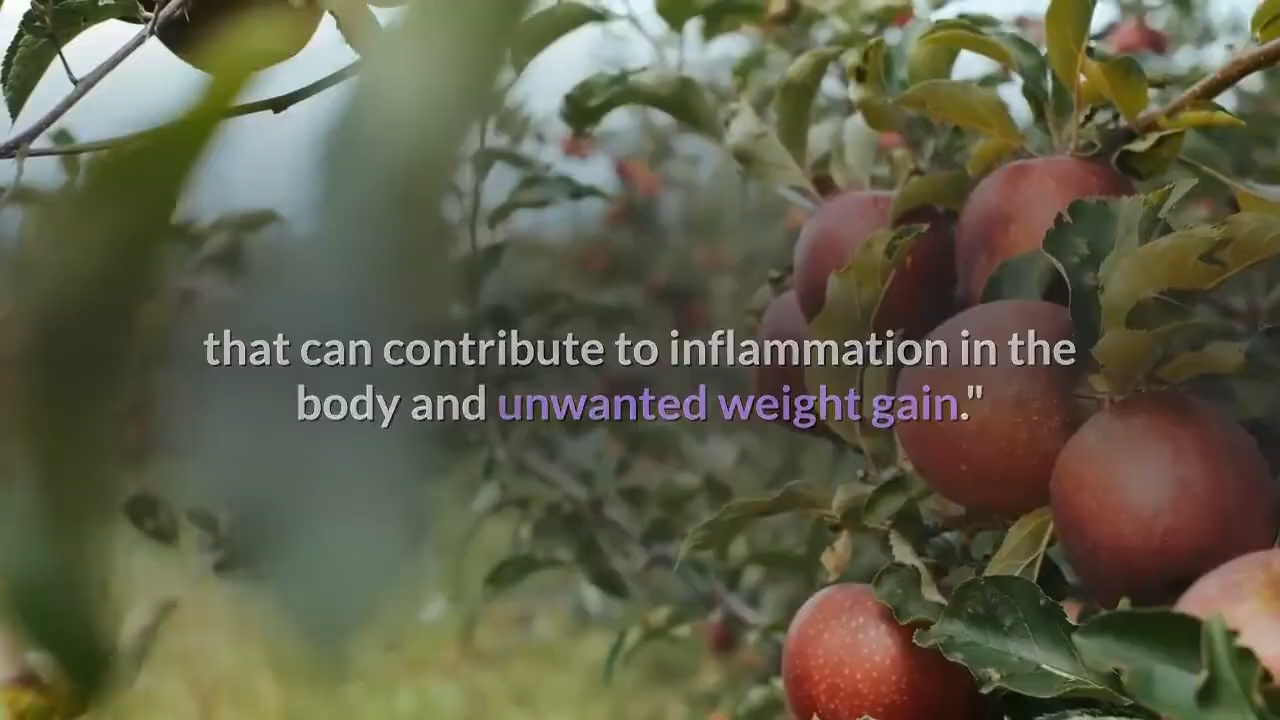 that can contribute to inflammation in the
body and unwanted weight gain."